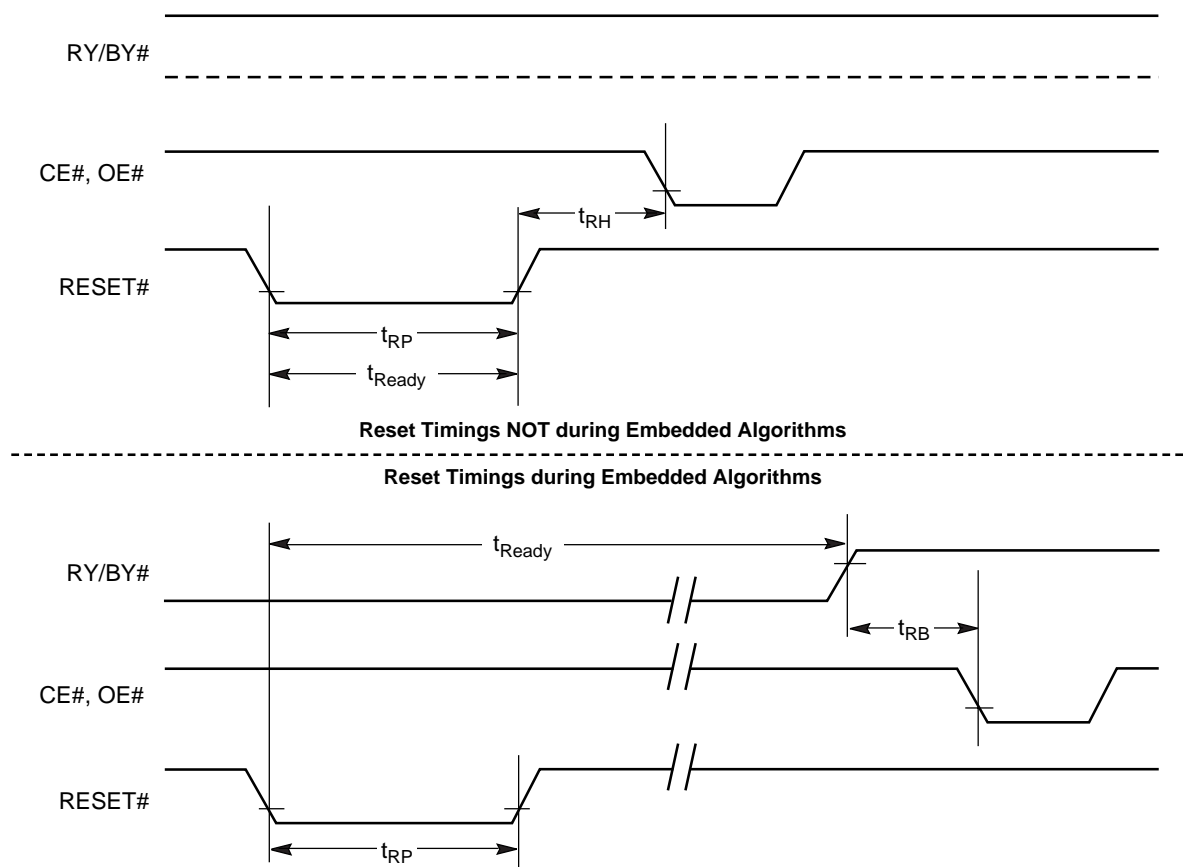 RY/BY#
CE#, OE#
tRH
RESET#
tRP
tReady
Reset Timings NOT during Embedded Algorithms
Reset Timings during Embedded Algorithms
tReady
RY/BY#
tRB
CE#, OE#
RESET#
tRP